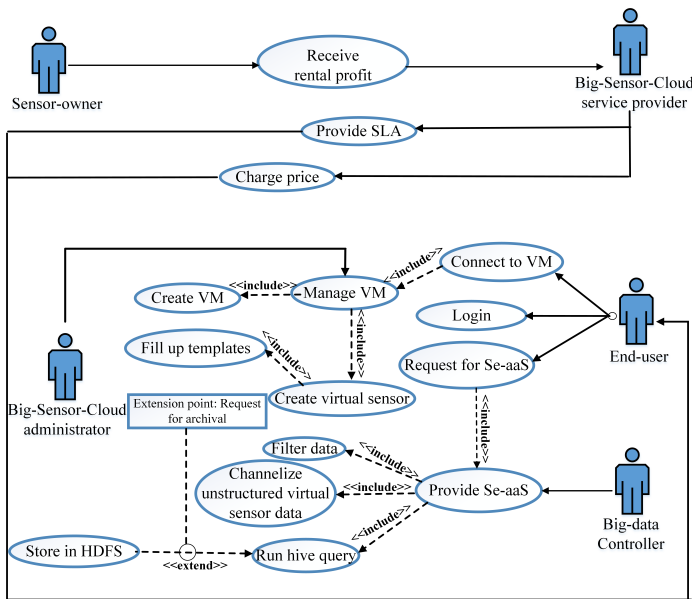 Receive
rental profit
Sensor-owner
Big-Sensor-Cloud
service provider
Provide SLA
Charge price
<<include>>
Connect to VM
<<include>>
Create VM
Manage VM
Login
<<include>>
Fill up templates
<<include>>
End-user
Request for Se-aaS
Big-Sensor-Cloud
administrator
Create virtual sensor
Extension point: Request
for archival
<<include>>
Filter data
<<include>>
Channelize
unstructured virtual
sensor data
<<include>>
Provide Se-aaS
<<include>>
Big-data
Controller
Store in HDFS
<<extend>>
Run hive query